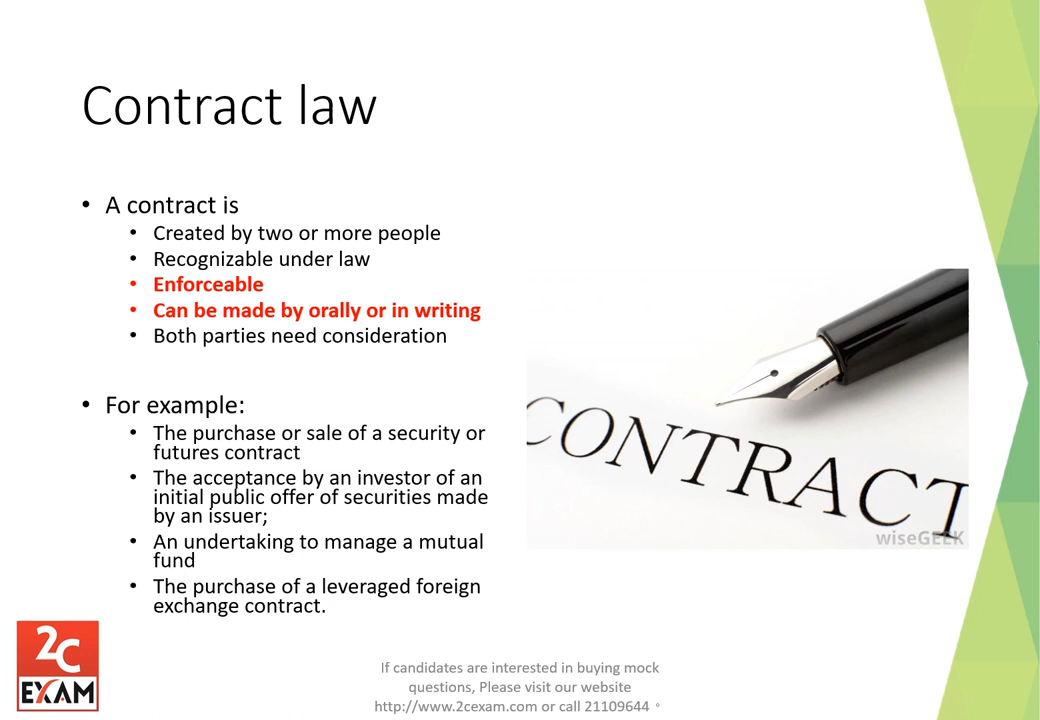 Contract law
• A contract is
• Created by two or more people
• Recognizable under law
• Enforceable
• Can be made by orally or in writing
• Both parties need consideration
• For example:
• The purchase or sale of a security or
futures contract
• The acceptance by an investor of an
initial public offer of securities made
by an issuer;
• An undertaking to manage a mutual
fund
• The purchase of a leveraged foreign
exchange contract.
CONTRACT
wiseGEEK
2C
EXAM
If candidates are interested in buying mock
questions, Please visit our website
http://www.2cexam.com or call 21109644 。